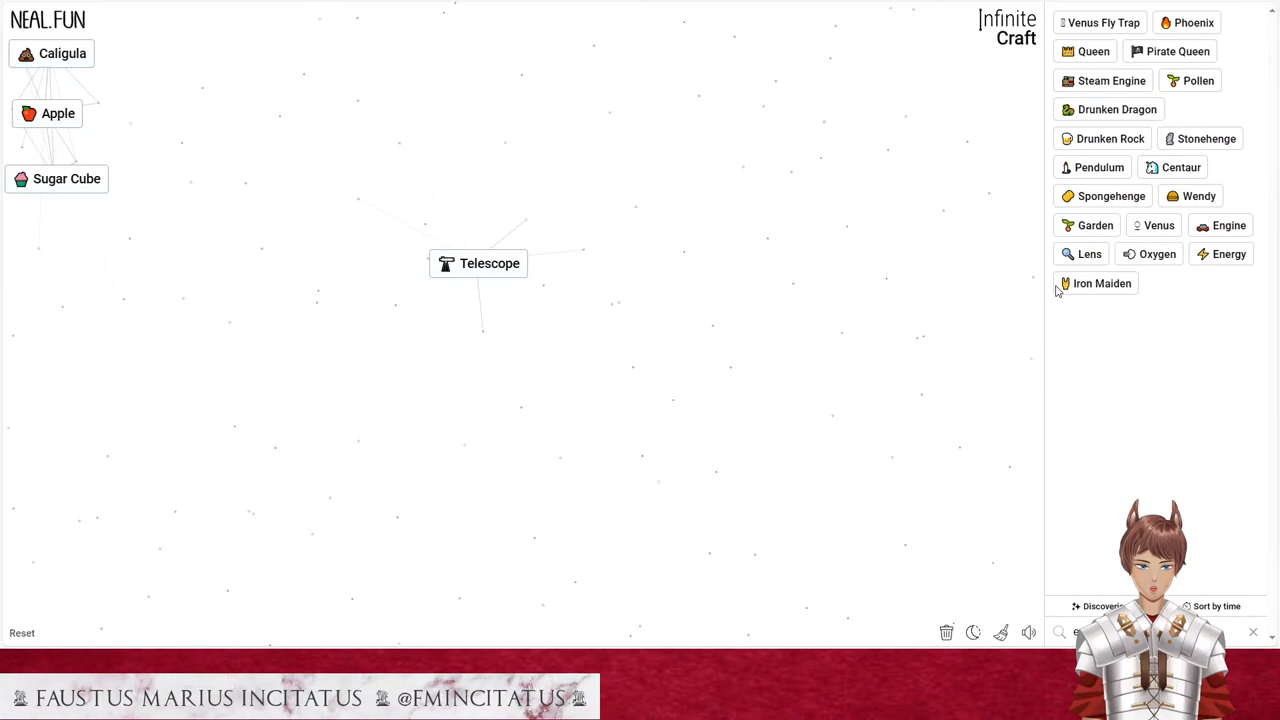 NEAL.FUN
Infinite
Craft
Caligula
Apple
Sugar Cube
Telescope
Venus Fly Trap
Phoenix
Queen
Pirate Queen
Steam Engine
Pollen
Drunken Dragon
Drunken Rock
Stonehenge
Pendulum
Centaur
Spongehenge
Wendy
Garden
Venus
Engine
Lens
Oxygen
Energy
Iron Maiden
Sort by time
Reset
FAUSTUS MARIUS INCITATUS @FMINCITATUS